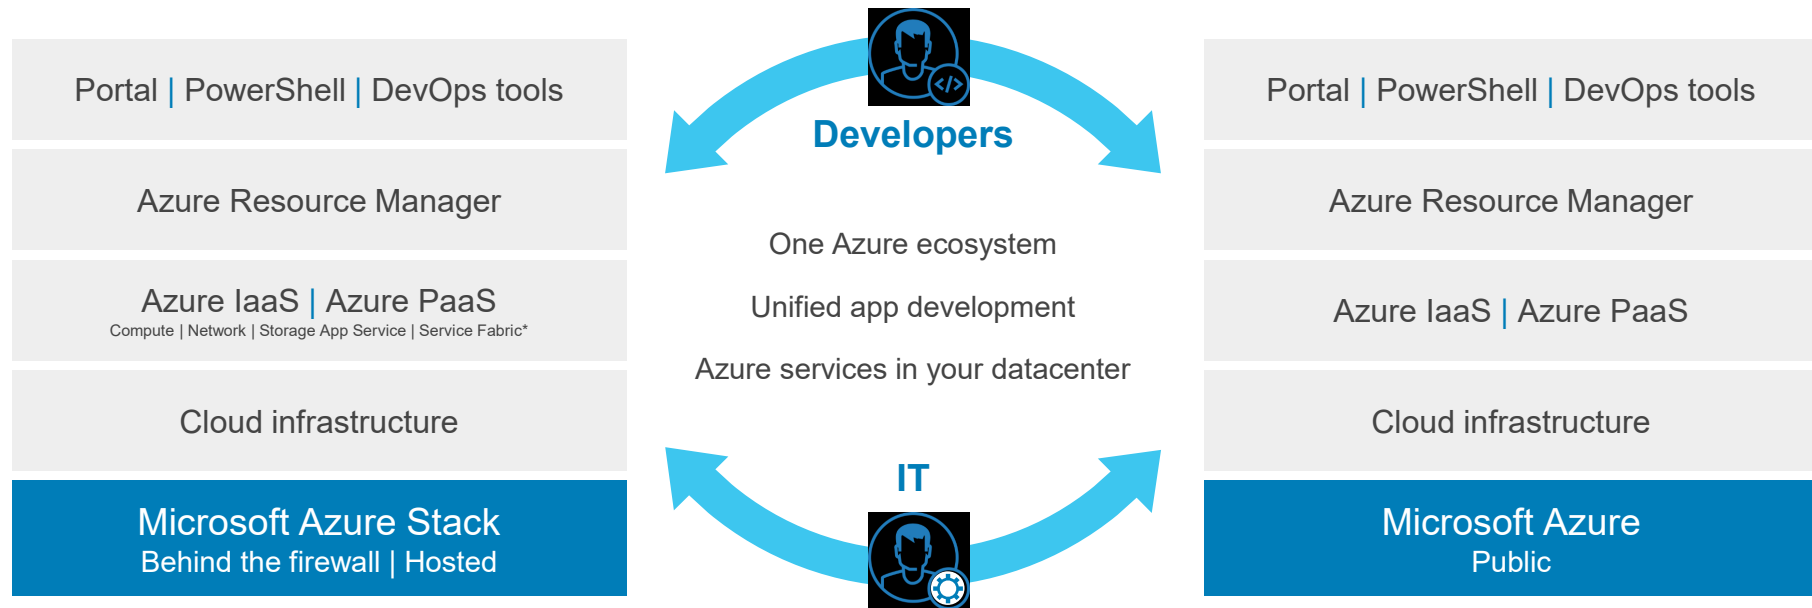 Portal | PowerShell | DevOps tools
Azure Resource Manager
Azure IaaS | Azure PaaS
Compute | Network | Storage App Service | Service Fabric*
Cloud infrastructure
Microsoft Azure Stack
Behind the firewall | Hosted
</>
Developers
One Azure ecosystem
Unified app development
Azure services in your datacenter
IT
Portal | PowerShell | DevOps tools
Azure Resource Manager
Azure IaaS | Azure PaaS
Cloud infrastructure
Microsoft Azure
Public